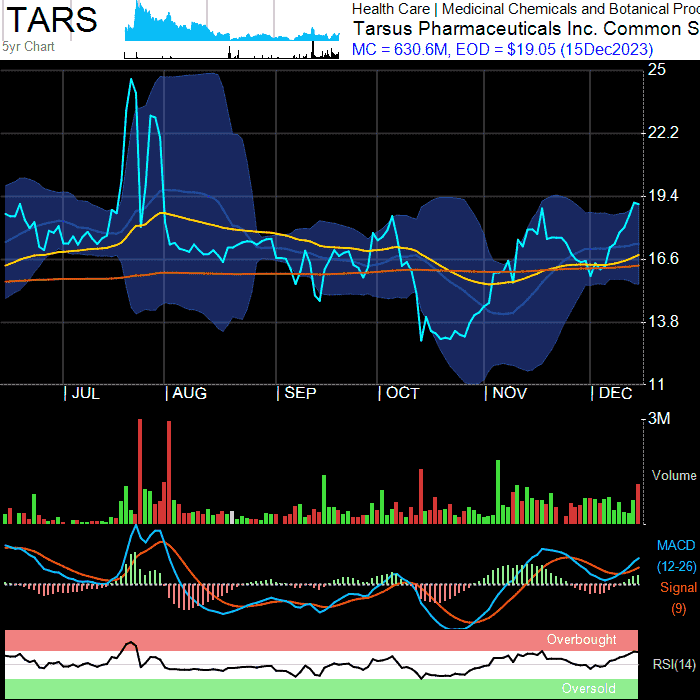 TARS
5yr Chart
Health Care | Medicinal Chemicals and Botanical Proc
Tarsus Pharmaceuticals Inc. Common S
MC = 630.6M, EOD = $19.05 (15Dec2023)
25
22.2
19.4
16.6
13.8
11
| JUL | AUG | SEP | OCT | NOV | DEC
3M
Volume
MACD
(12-26)
Signal
(9)
Overbought
RSI(14)
Oversold